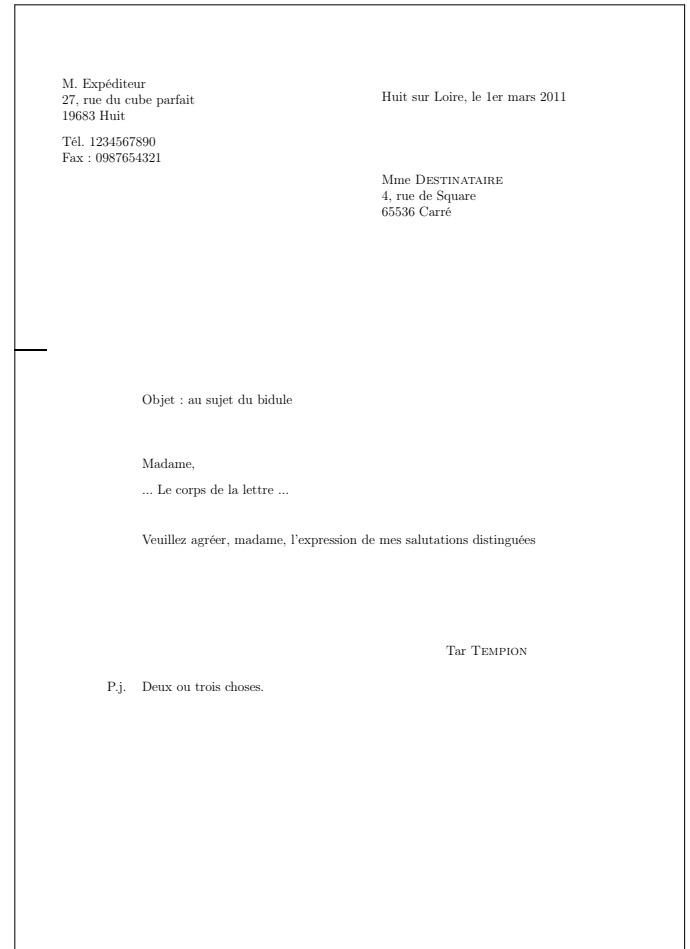 M. Expéditeur
27, rue du cube parfait
19683 Huit
Tél. 1234567890
Fax : 0987654321
Huit sur Loire, le 1er mars 2011
Mme DESTINATAIRE
4, rue de Square
65536 Carré
Objet : au sujet du bidule
Madame,
... Le corps de la lettre ...
Veuillez agréer, madame, l'expression de mes salutations distinguées
Tar TEMPION
P.j. Deux ou trois choses.